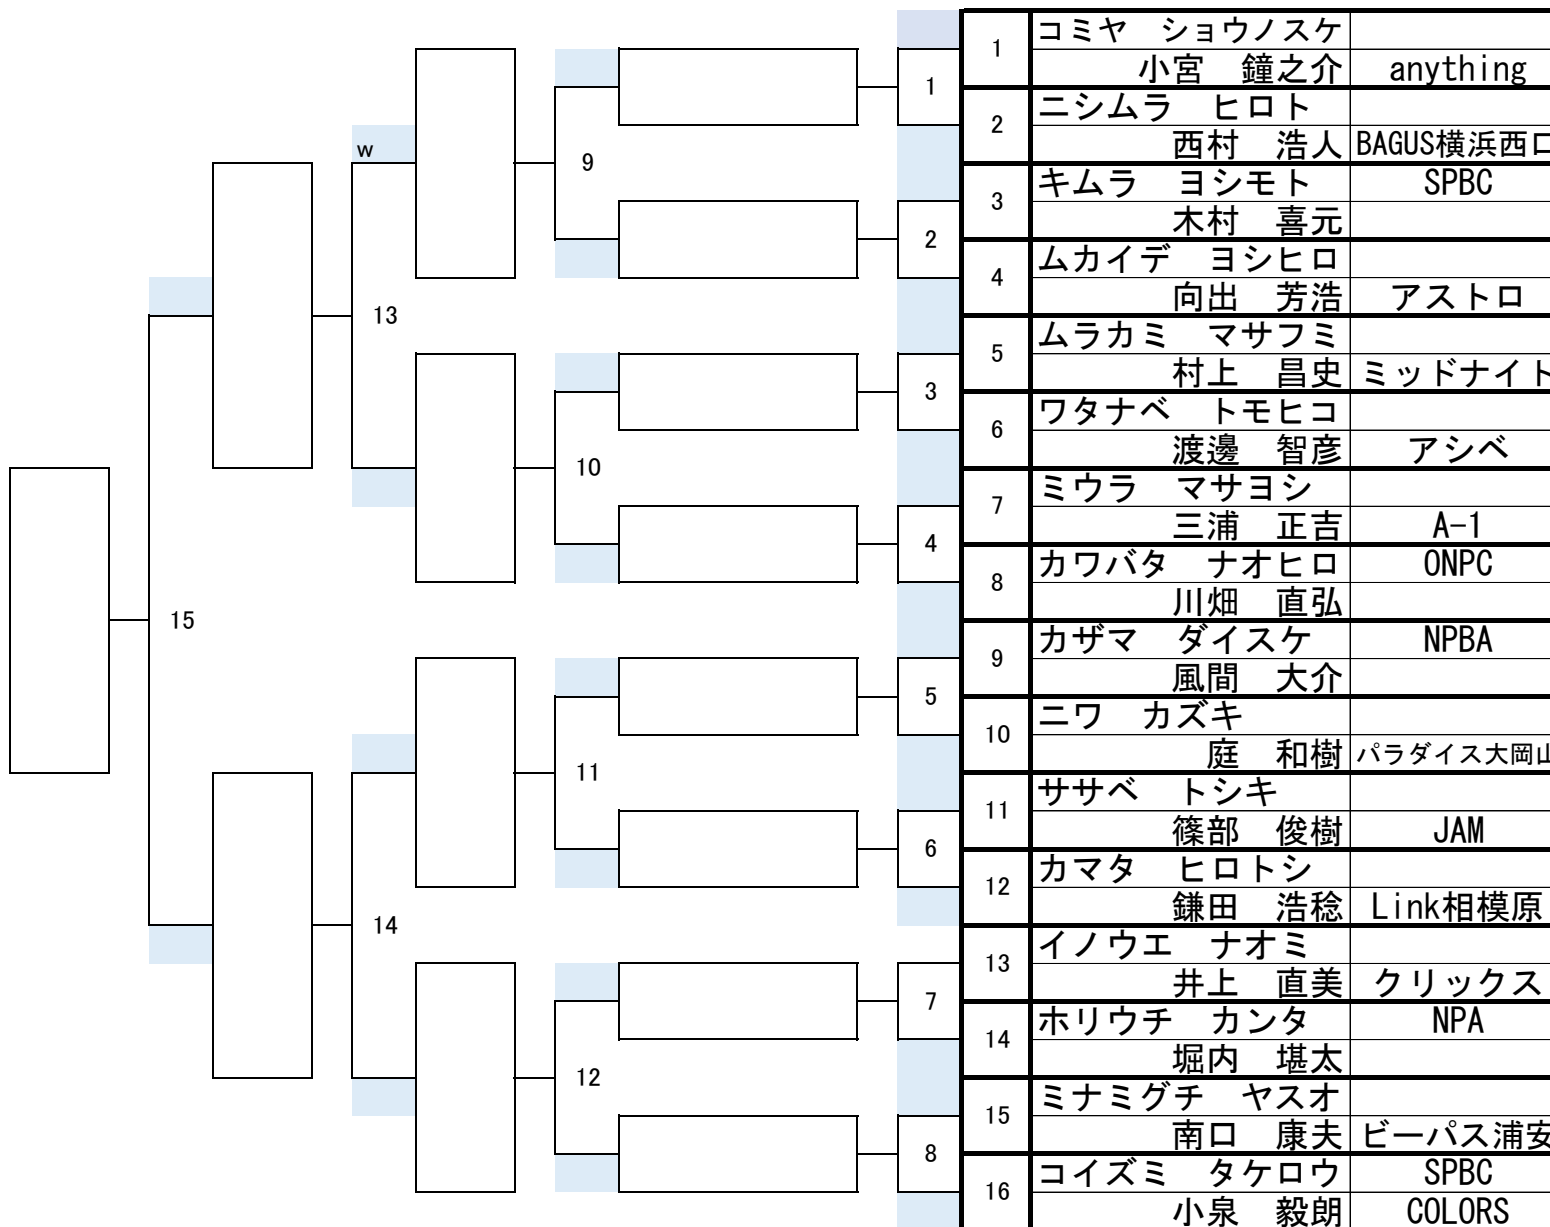 コミヤ　ショウノスケ
1
小宮　鐘之介 anything
1
ニシムラ　ヒロト
2
西村　浩人 BAGUS横浜西口
w
9
キムラ　ヨシモト SPBC
3
木村　喜元
2
ムカイデ　ヨシヒロ
4
向出　芳浩 アストロ
13
ムラカミ　マサフミ
5
村上　昌史 ミッドナイト
3
ワタナベ　トモヒコ
6
渡邊　智彦 アシベ
10
ミウラ　マサヨシ
7
三浦　正吉 A-1
4
カワバタ　ナオヒロ ONPC
8
川畑　直弘
15
カザマ　ダイスケ NPBA
9
風間　大介
5
ニワ　カズキ
10
庭　和樹 パラダイス大岡山
11
ササベ　トシキ
11
篠部　俊樹 JAM
6
カマタ　ヒロトシ
12
鎌田　浩稔 Link相模原
14
イノウエ　ナオミ
13
井上　直美 クリックス
7
ホリウチ　カンタ NPA
14
堀内　堪太
12
ミナミグチ　ヤスオ
15
南口　康夫 ビーパス浦安
8
コイズミ　タケロウ SPBC
16
小泉　毅朗 COLORS